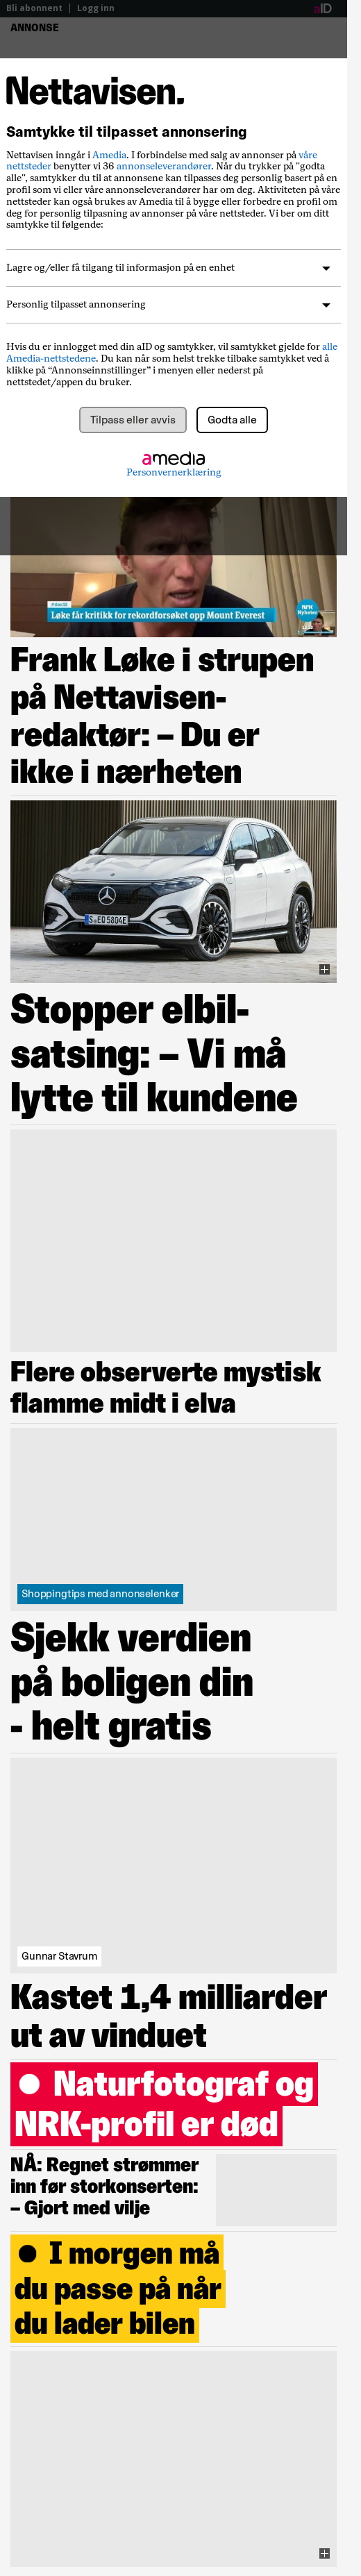 Bli abonnent | Logg inn
aID
ANNONSE
Nettavisen.
Samtykke til tilpasset annonsering
Nettavisen inngår i Amedia. I forbindelse med salg av annonser på våre
nettsteder benytter vi 36 annonseleverandører. Når du trykker på "godta
alle", samtykker du til at annonsene kan tilpasses deg personlig basert på en
profil som vi eller våre annonseleverandører har om deg. Aktiviteten på våre
nettsteder kan også brukes av Amedia til å bygge eller forbedre en profil om
deg for personlig tilpasning av annonser på våre nettsteder. Vi ber om ditt
samtykke til følgende:
Lagre og/eller få tilgang til informasjon på en enhet
Personlig tilpasset annonsering
Hvis du er innlogget med din aID og samtykker, vil samtykket gjelde for alle
Amedia-nettstedene. Du kan når som helst trekke tilbake samtykket ved å
klikke på “Annonseinnstillinger” i menyen eller nederst på
nettstedet/appen du bruker.
Tilpass eller avvis
Godta alle
amedia
Personvernerklæring
Løke får kritikk for rekordforsøket opp Mount Everest
NRK
Nyheter
Frank Løke i strupen
på Nettavisen-
redaktør: – Du er
ikke i nærheten
S·EQ 5804E
Stopper elbil-
satsing: – Vi må
lytte til kundene
Flere observerte mystisk
flamme midt i elva
Shoppingtips med annonselenker
Sjekk verdien
på boligen din
- helt gratis
Gunnar Stavrum
Kastet 1,4 milliarder
ut av vinduet
Naturfotograf og
NRK-profil er død
NÅ: Regnet strømmer
inn før storkonserten:
– Gjort med vilje
I morgen må
du passe på når
du lader bilen